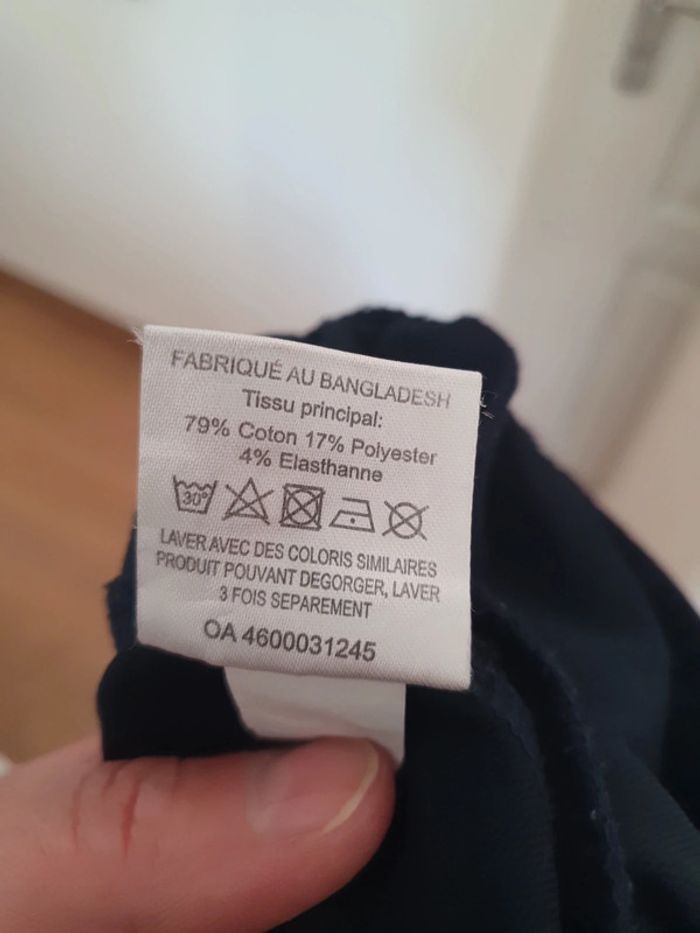 FABRIQUÉ AU BANGLADESH
Tissu principal:
79% Coton 17% Polyester
4% Elasthanne
30°
LAVER AVEC DES COLORIS SIMILAIRES
PRODUIT POUVANT DEGORGER, LAVER
3 FOIS SEPAREMENT
OA 4600031245